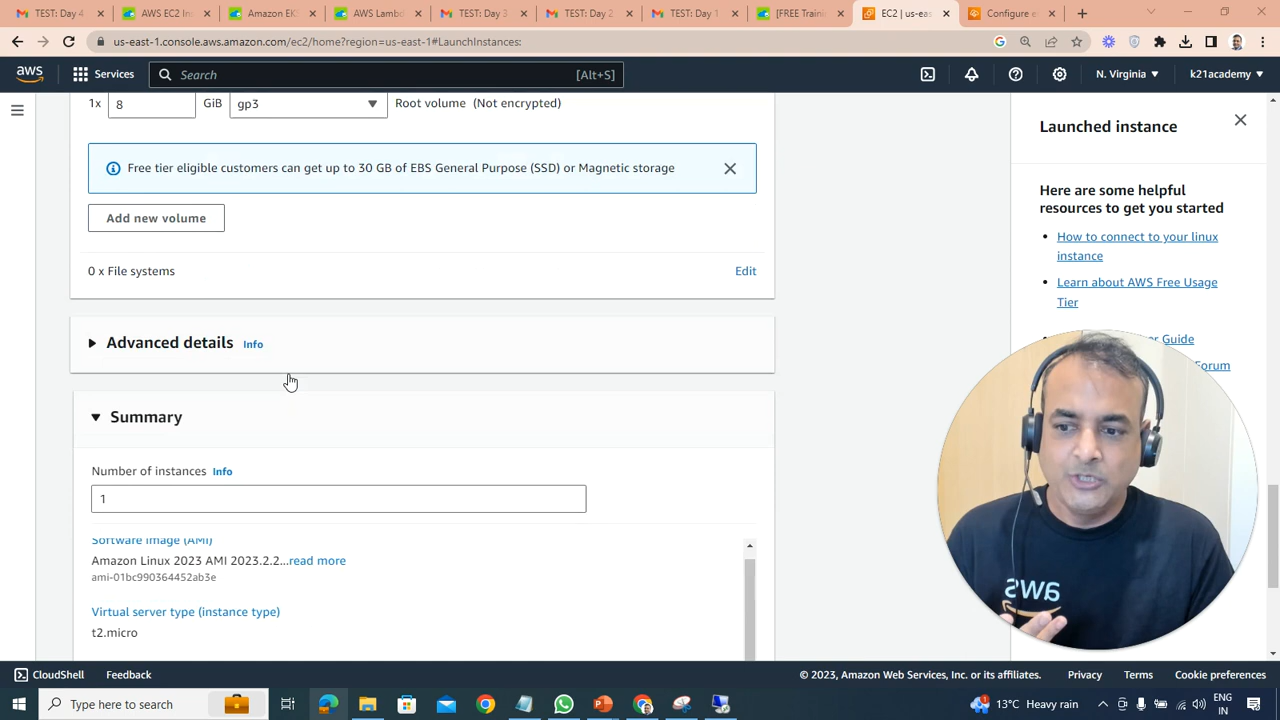 TEST: Day 4
AWS EC2 In
Amazon EK
AWS Lamb
TEST: Day 3
TEST: Day 2
TEST: Day 1
[FREE Traini
EC2 | us-eas
Configure e
us-east-1.console.aws.amazon.com/ec2/home?region=us-east-1#LaunchInstances:
aws
Services
Search
[Alt+S]
N. Virginia
k21academy
1x
8
GiB
gp3
Root volume (Not encrypted)
Free tier eligible customers can get up to 30 GB of EBS General Purpose (SSD) or Magnetic storage
Add new volume
0 x File systems
Edit
Advanced details
Info
Summary
Number of instances
Info
1
Software Image (AMI)
Amazon Linux 2023 AMI 2023.2.2...read more
ami-01bc990364452ab3e
Virtual server type (instance type)
t2.micro
Launched instance
Here are some helpful
resources to get you started
How to connect to your linux
instance
Learn about AWS Free Usage
Tier
Guide
Forum
aws
CloudShell
Feedback
© 2023, Amazon Web Services, Inc. or its affiliates.
Privacy
Terms
Cookie preferences
Type here to search
13°C Heavy rain
ENG
IN